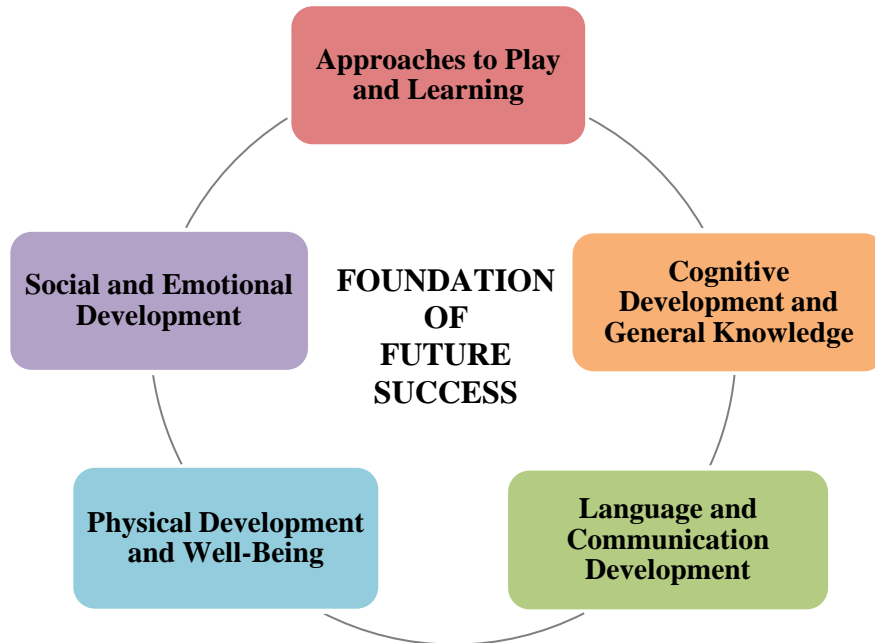 Approaches to Play
and Learning
Social and Emotional
Development
FOUNDATION
OF
FUTURE
SUCCESS
Cognitive
Development and
General Knowledge
Physical Development
and Well-Being
Language and
Communication
Development